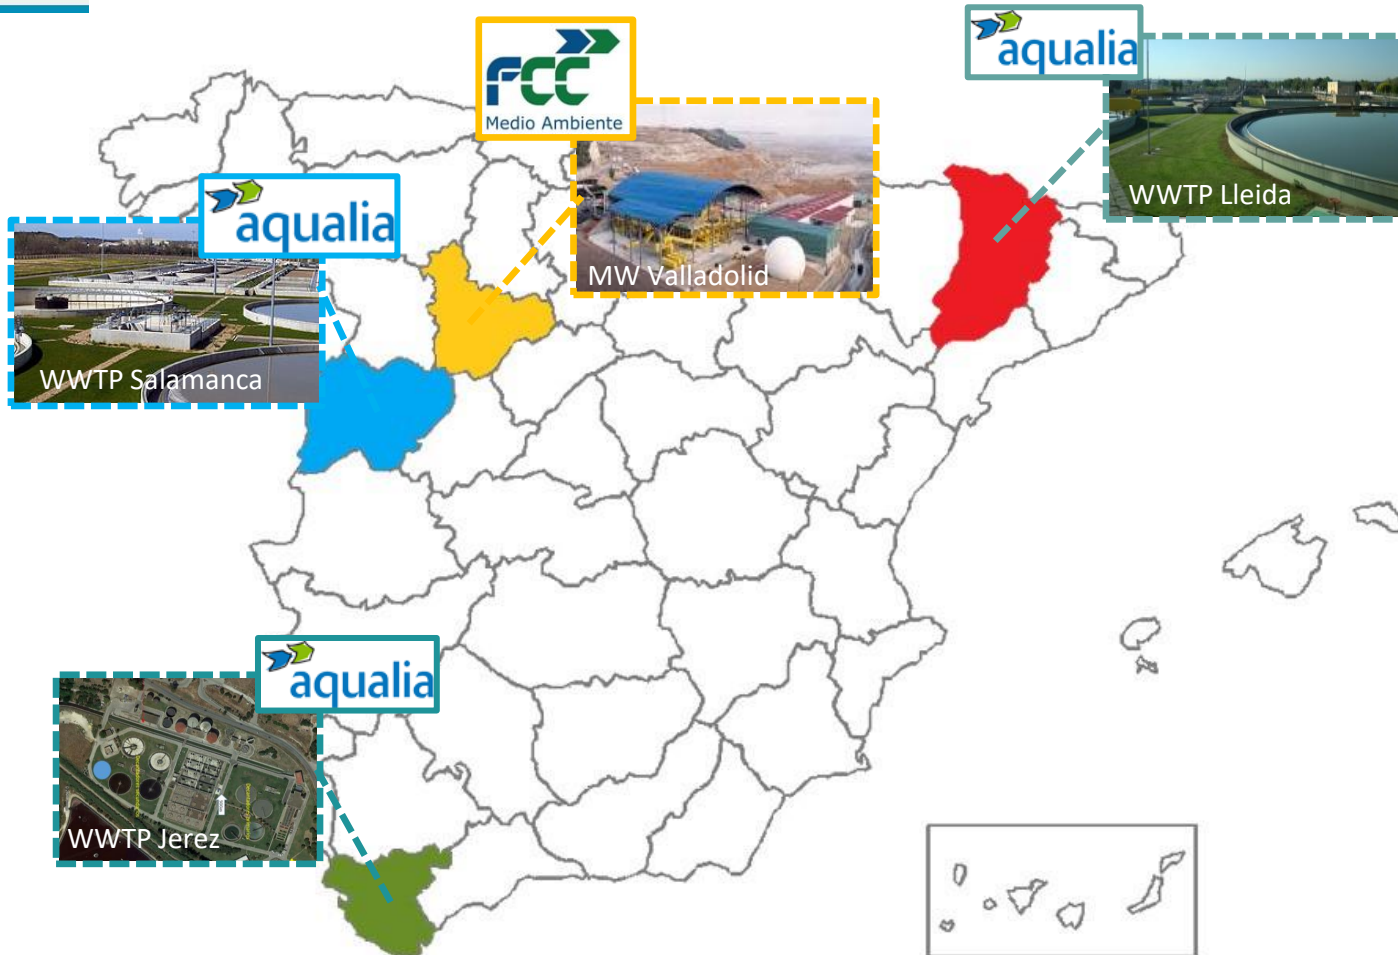 FCC
Medio Ambiente
aqualia
WWTP Lleida
aqualia
MW Valladolid
WWTP Salamanca
aqualia
WWTP Jerez